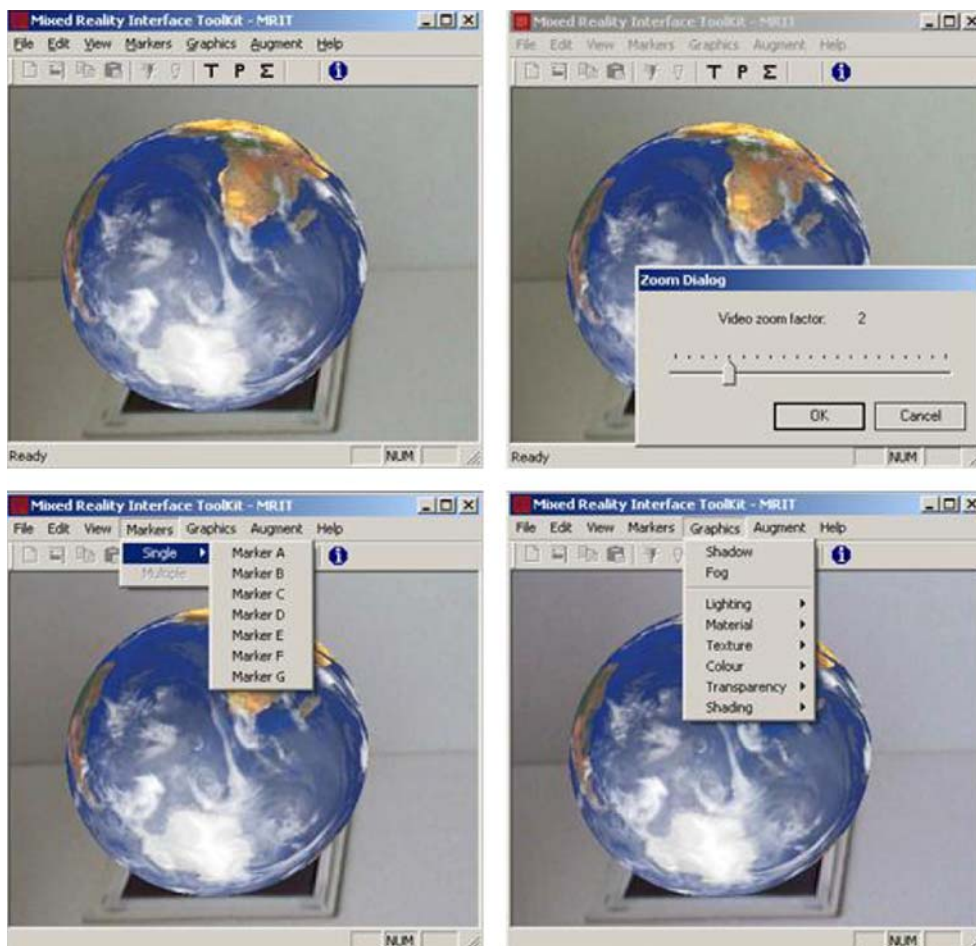 Mixed Reality Interface ToolKit - MRIT
File Edit View Markers Graphics Augment Help
T P Σ i
Ready NUM
Mixed Reality Interface ToolKit - MRIT
File Edit View Markers Graphics Augment Help
T P Σ i
Zoom Dialog
Video zoom factor: 2
OK Cancel
Ready NUM
Mixed Reality Interface ToolKit - MRIT
File Edit View Markers Graphics Augment Help
Single
Multiple
Marker A
Marker B
Marker C
Marker D
Marker E
Marker F
Marker G
i
NUM
Mixed Reality Interface ToolKit - MRIT
File Edit View Markers Graphics Augment Help
Shadow
Fog
Lighting
Material
Texture
Colour
Transparency
Shading
i
NUM